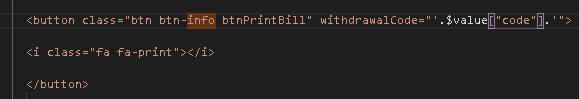 <button class="btn btn-info btnPrintBill" withdrawalCode="'.$value["code"].'">
<i class="fa fa-print"></i>
</button>